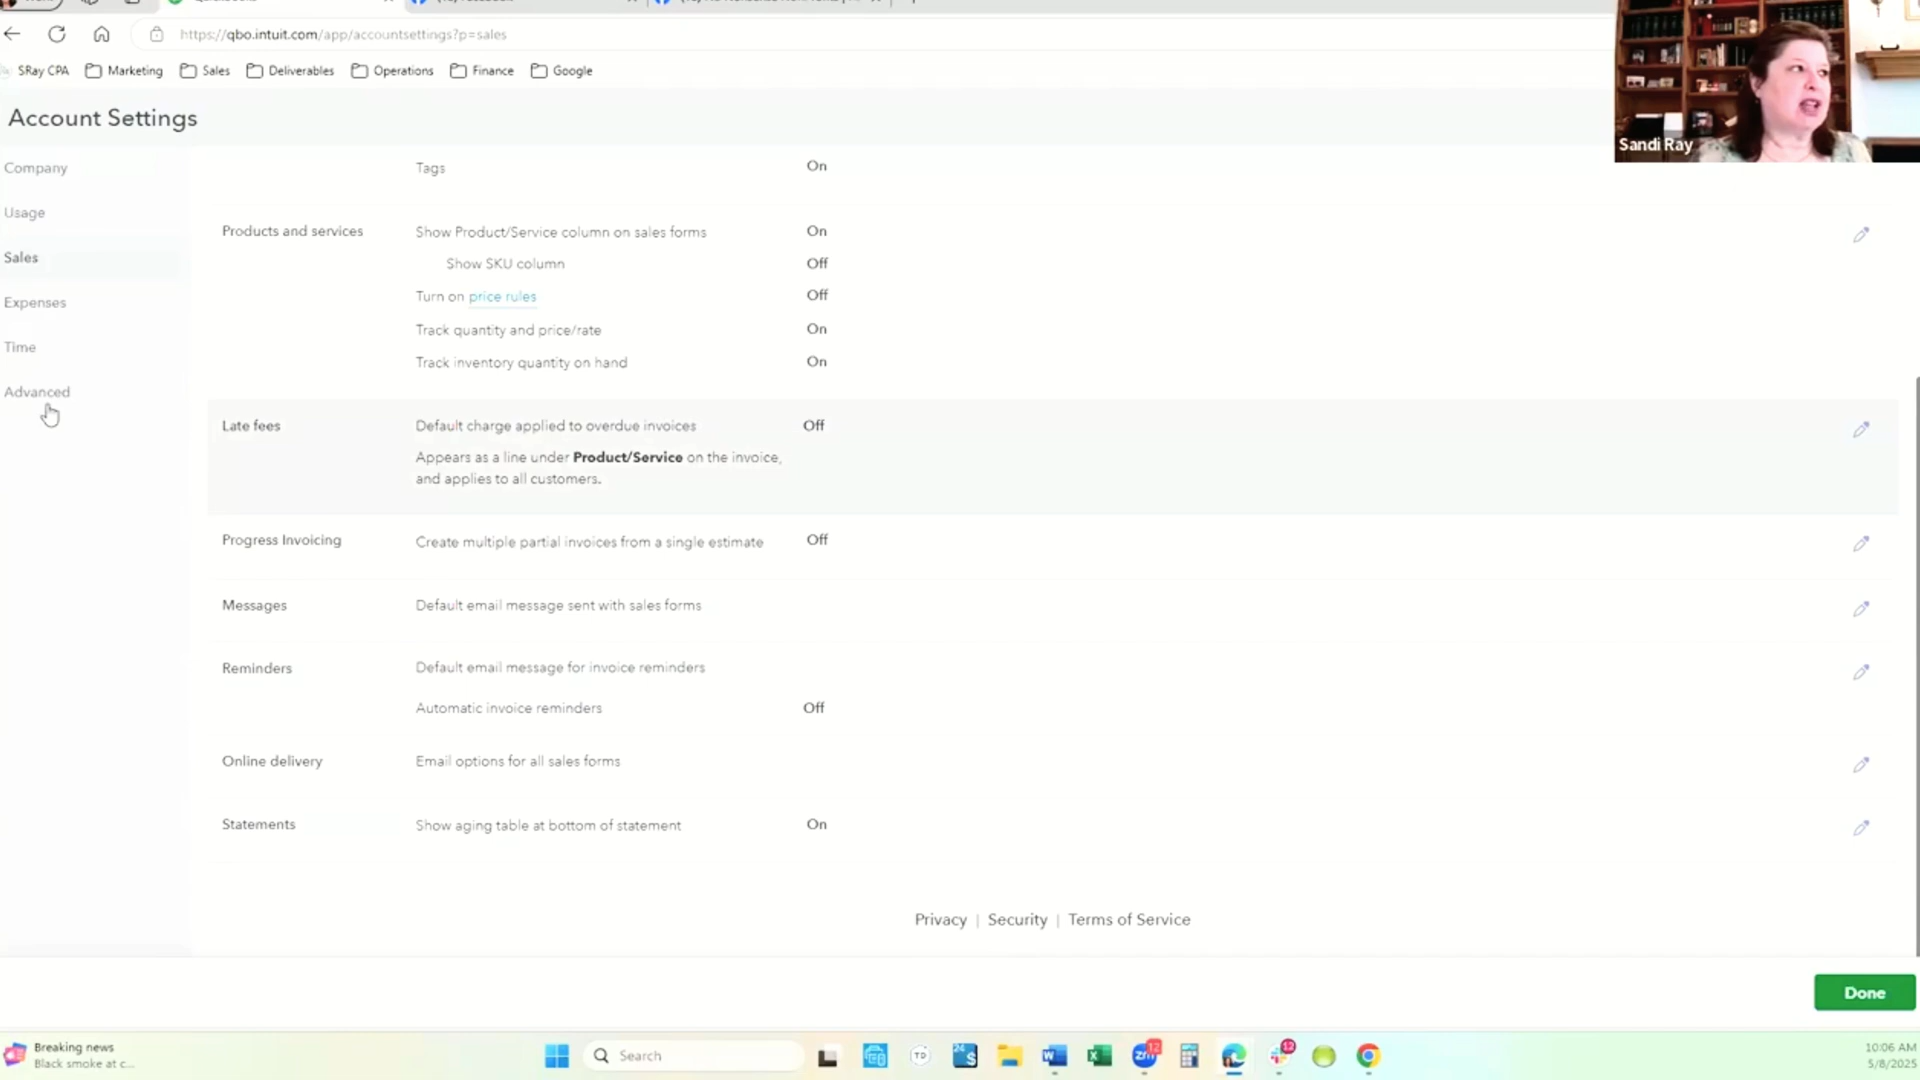 https://qbo.intuit.com/app/accountsettings?p=sales
SRay CPA
Marketing
Sales
Deliverables
Operations
Finance
Google
Sandi Ray
Account Settings
Company
Usage
Sales
Expenses
Time
Advanced
Tags On
Products and services Show Product/Service column on sales forms On
Show SKU column Off
Turn on price rules Off
Track quantity and price/rate On
Track inventory quantity on hand On
Late fees Default charge applied to overdue invoices Off
Appears as a line under Product/Service on the invoice,
and applies to all customers.
Progress Invoicing Create multiple partial invoices from a single estimate Off
Messages Default email message sent with sales forms
Reminders Default email message for invoice reminders
Automatic invoice reminders Off
Online delivery Email options for all sales forms
Statements Show aging table at bottom of statement On
Privacy | Security | Terms of Service
Done
Breaking news
Black smoke at c...
Search
TD
12
12
10:06 AM
5/8/2025